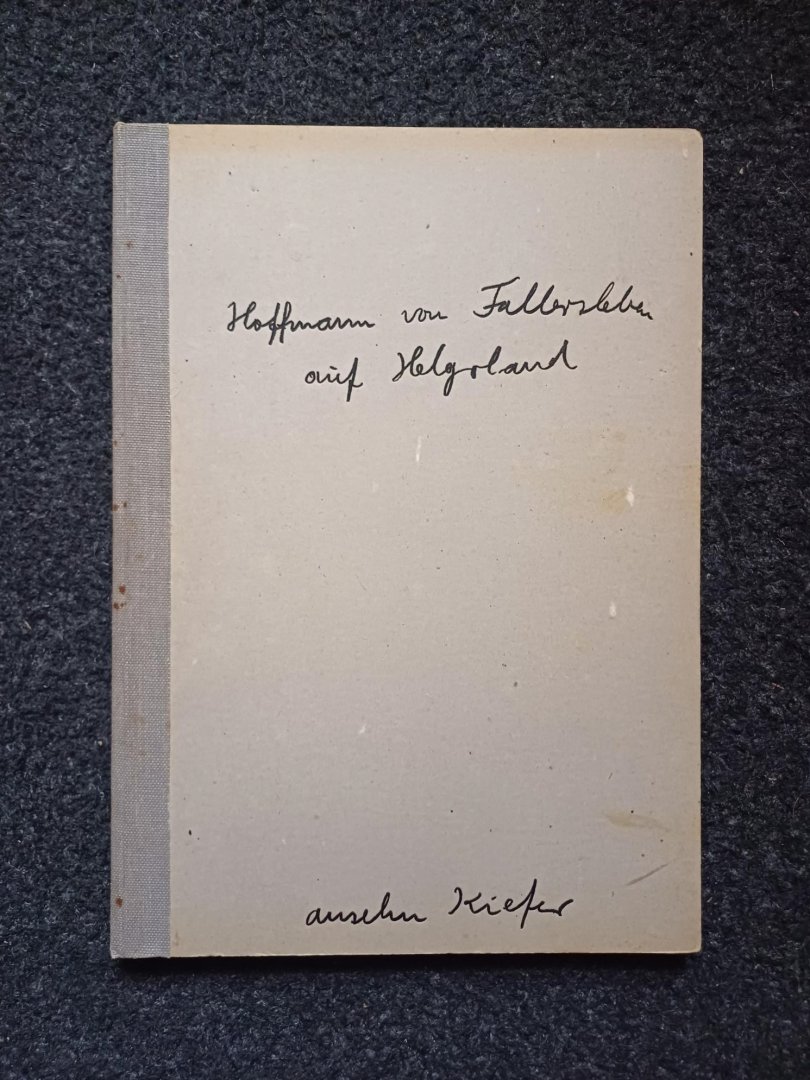 Hoffmann von Fallersleben
auf Helgoland
anselm Kiefer